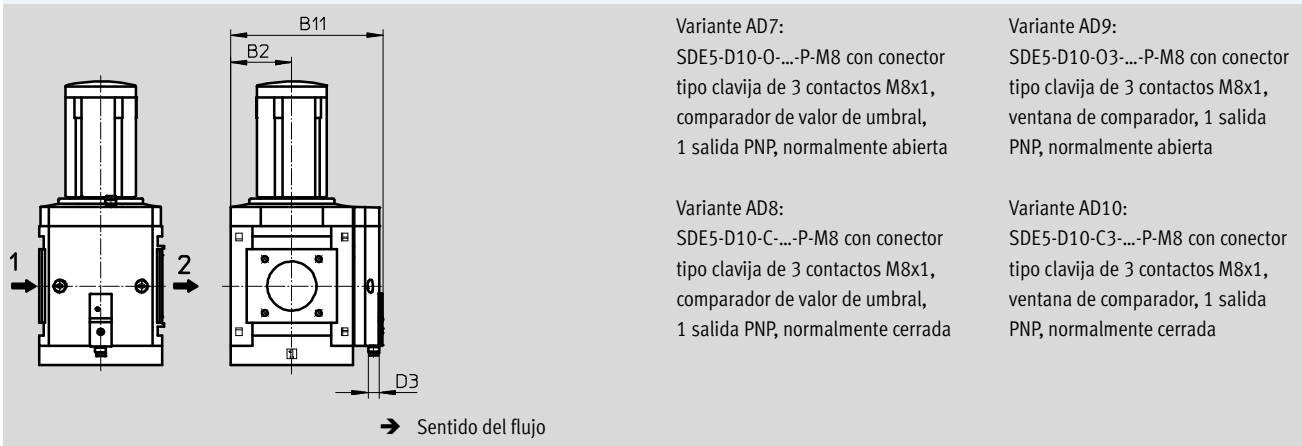 B11
B2
1
2
D3
→ Sentido del flujo
Variante AD7:
SDE5-D10-O-...-P-M8 con conector
tipo clavija de 3 contactos M8x1,
comparador de valor de umbral,
1 salida PNP, normalmente abierta
Variante AD8:
SDE5-D10-C-...-P-M8 con conector
tipo clavija de 3 contactos M8x1,
comparador de valor de umbral,
1 salida PNP, normalmente cerrada
Variante AD9:
SDE5-D10-O3-...-P-M8 con conector
tipo clavija de 3 contactos M8x1,
ventana de comparador, 1 salida
PNP, normalmente abierta
Variante AD10:
SDE5-D10-C3-...-P-M8 con conector
tipo clavija de 3 contactos M8x1,
ventana de comparador, 1 salida
PNP, normalmente cerrada